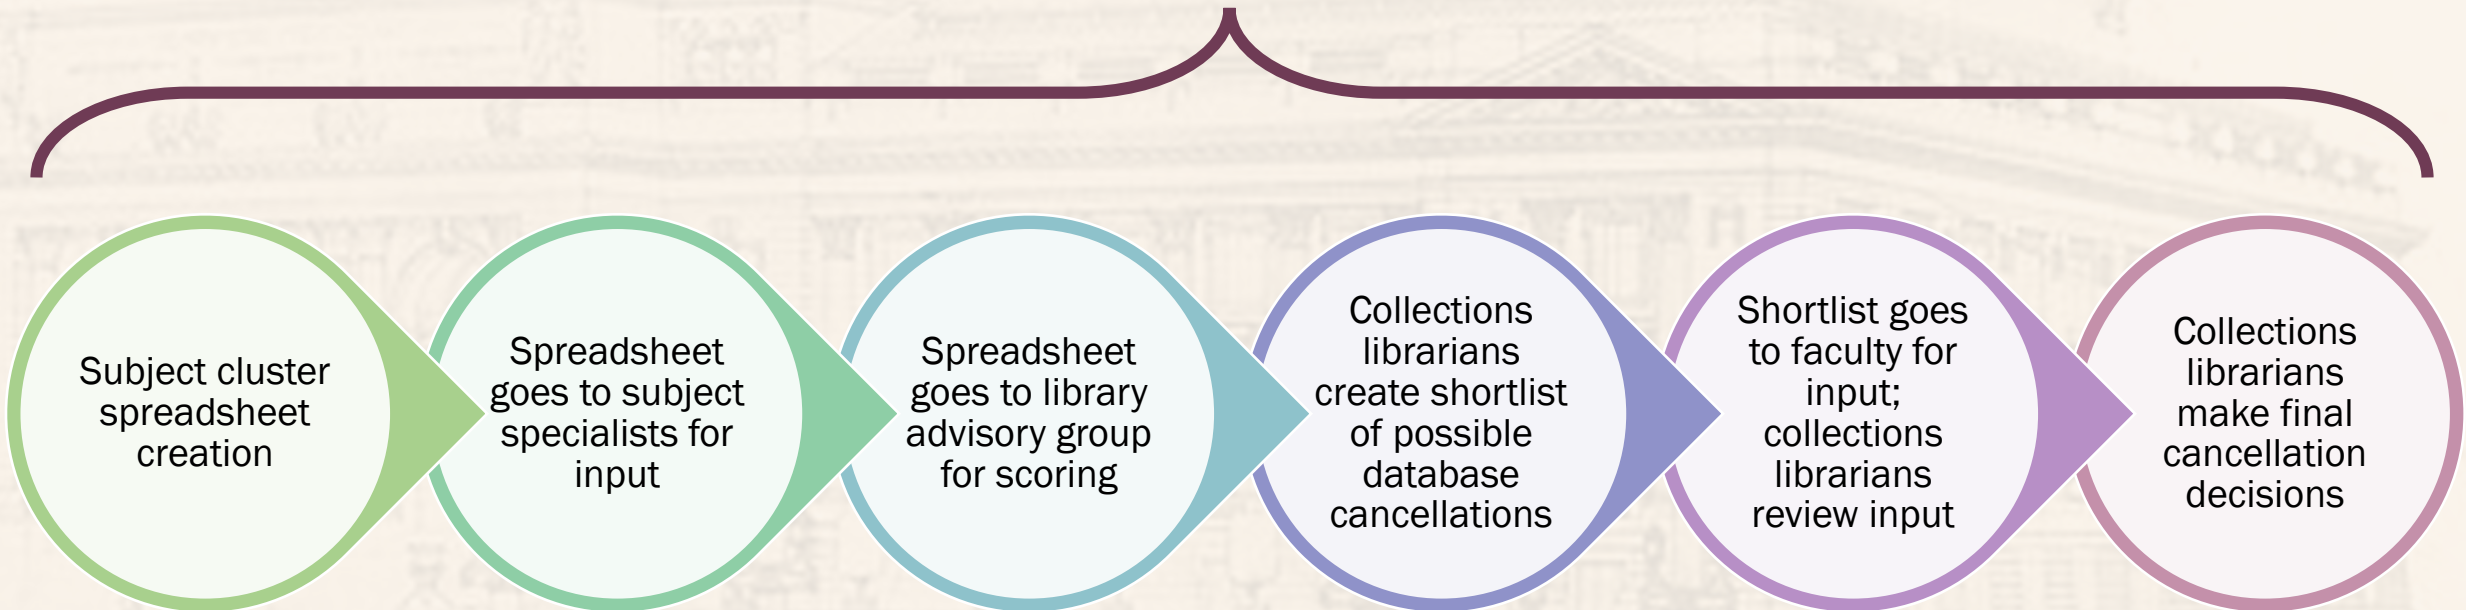 Subject cluster
spreadsheet
creation
Spreadsheet
goes to subject
specialists for
input
Spreadsheet
goes to library
advisory group
for scoring
Collections
librarians
create shortlist
of possible
database
cancellations
Shortlist goes
to faculty for
input;
collections
librarians
review input
Collections
librarians
make final
cancellation
decisions